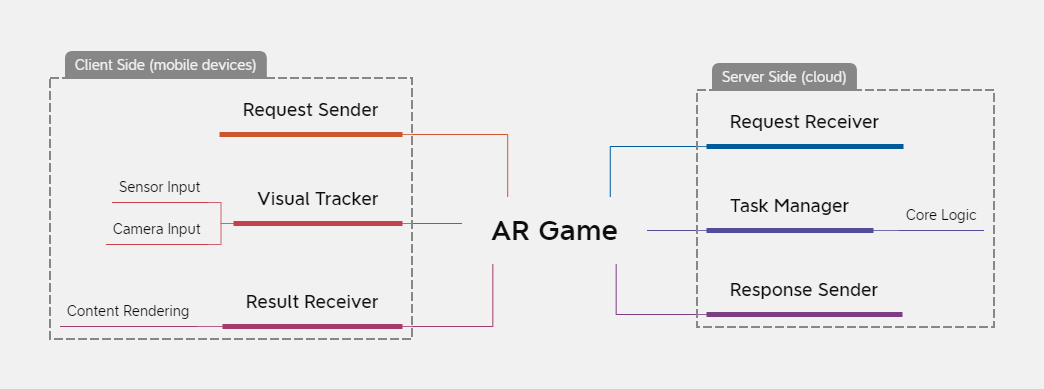 Client Side (mobile devices)
Request Sender
Sensor Input
Visual Tracker
Camera Input
Result Receiver
Content Rendering
AR Game
Server Side (cloud)
Request Receiver
Task Manager
Core Logic
Response Sender